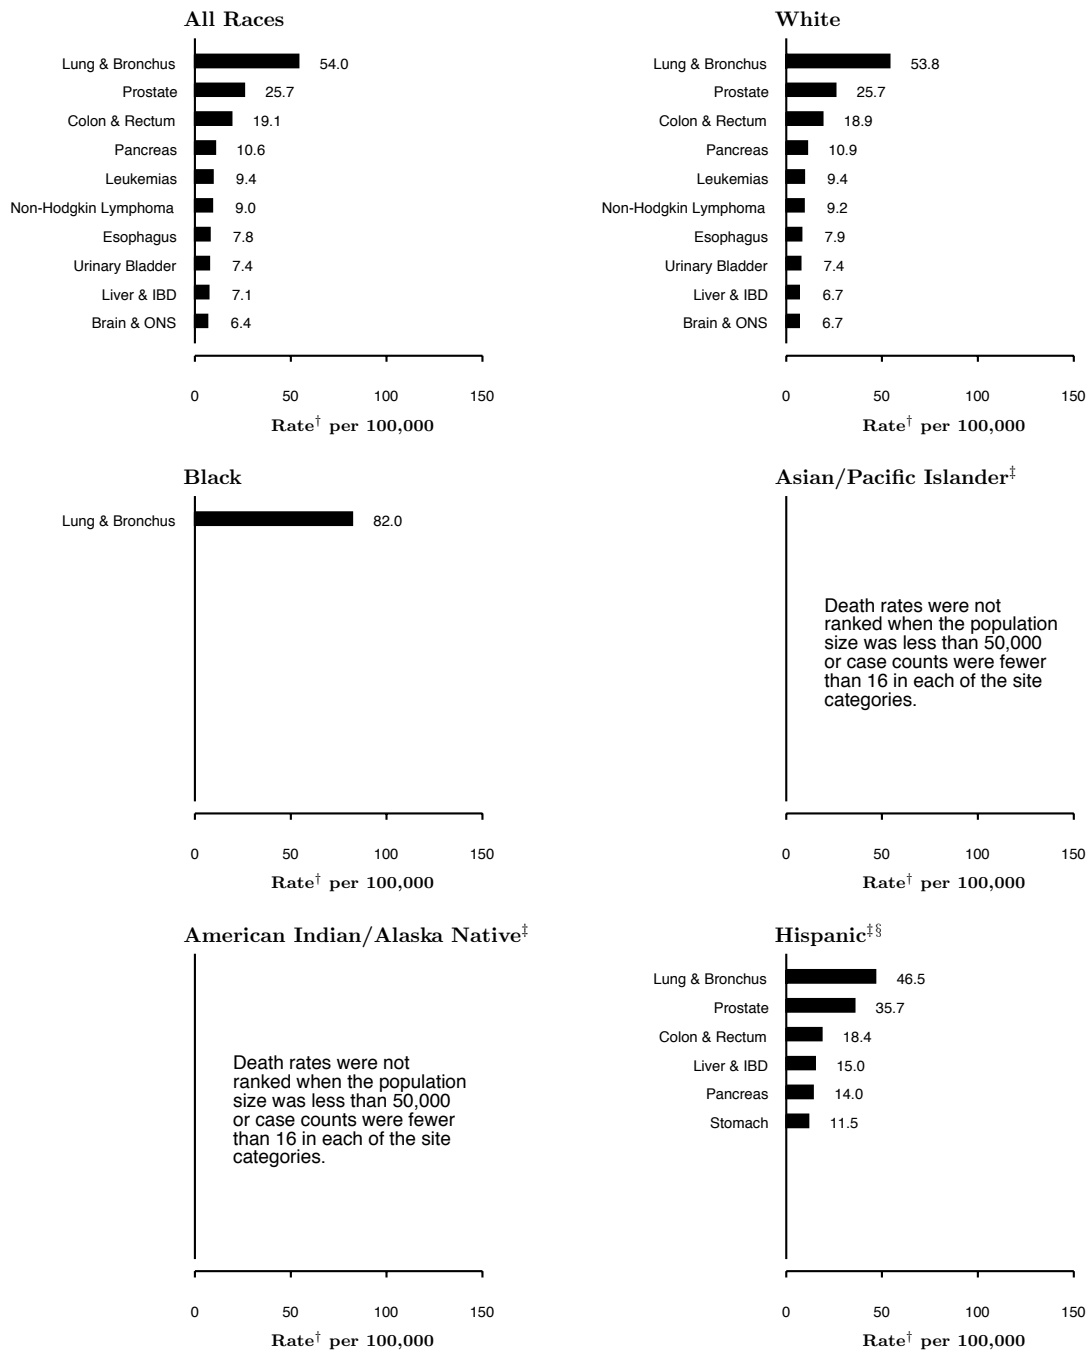 All Races
Lung & Bronchus 54.0
Prostate 25.7
Colon & Rectum 19.1
Pancreas 10.6
Leukemias 9.4
Non-Hodgkin Lymphoma 9.0
Esophagus 7.8
Urinary Bladder 7.4
Liver & IBD 7.1
Brain & ONS 6.4
0 50 100 150
Rate† per 100,000
White
Lung & Bronchus 53.8
Prostate 25.7
Colon & Rectum 18.9
Pancreas 10.9
Leukemias 9.4
Non-Hodgkin Lymphoma 9.2
Esophagus 7.9
Urinary Bladder 7.4
Liver & IBD 6.7
Brain & ONS 6.7
0 50 100 150
Rate† per 100,000
Black
Lung & Bronchus 82.0
0 50 100 150
Rate† per 100,000
Asian/Pacific Islander‡
Death rates were not
ranked when the population
size was less than 50,000
or case counts were fewer
than 16 in each of the site
categories.
0 50 100 150
Rate† per 100,000
American Indian/Alaska Native‡
Death rates were not
ranked when the population
size was less than 50,000
or case counts were fewer
than 16 in each of the site
categories.
0 50 100 150
Rate† per 100,000
Hispanic‡§
Lung & Bronchus 46.5
Prostate 35.7
Colon & Rectum 18.4
Liver & IBD 15.0
Pancreas 14.0
Stomach 11.5
0 50 100 150
Rate† per 100,000